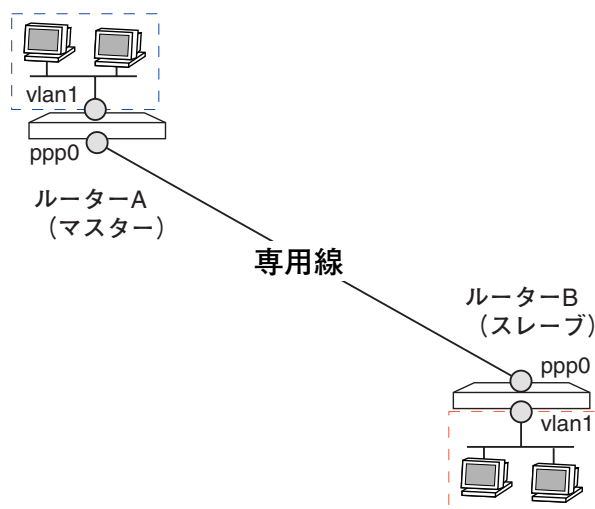 vlan1
ppp0
ルーターA
（マスター）
専用線
ルーターB
（スレーブ）
ppp0
vlan1